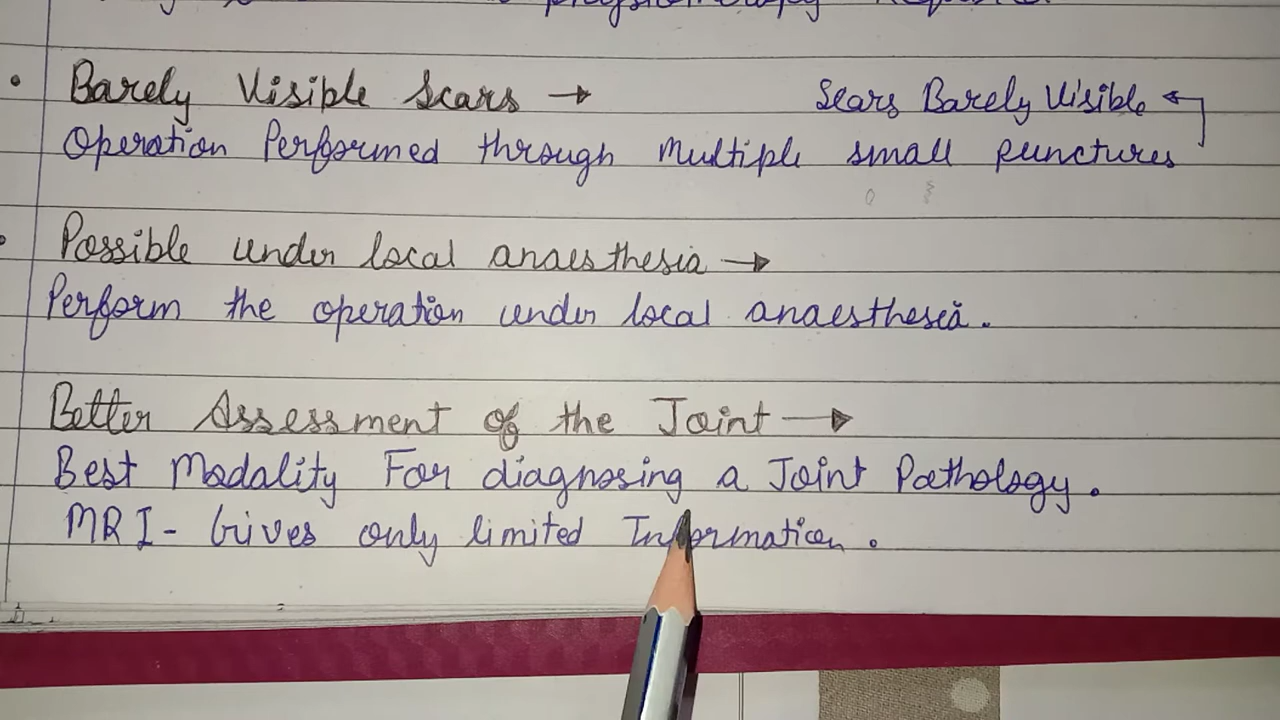 physiotherapy
• Barely Visible Scars → Scars Barely Visible ←
Operation Performed through Multiple small punctures
• Possible under local anaesthesia →
Perform the operation under local anaesthesia.
Better Assessment of the Joint →
Best Modality For diagnosing a Joint Pathology.
MRI - Gives only limited Information.